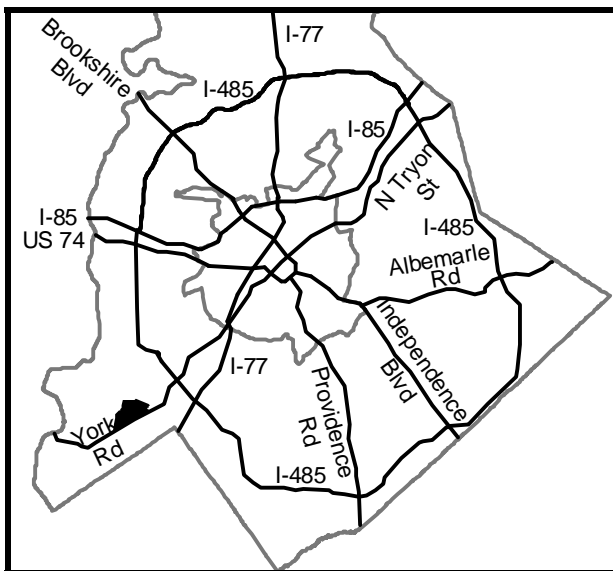 I-77
Brookshire
Blvd
I-485
I-85
N Tryon
St
I-85
US 74
I-485
Albemarle
Rd
Independence
Blvd
I-77
Providence
Rd
York
Rd
I-485